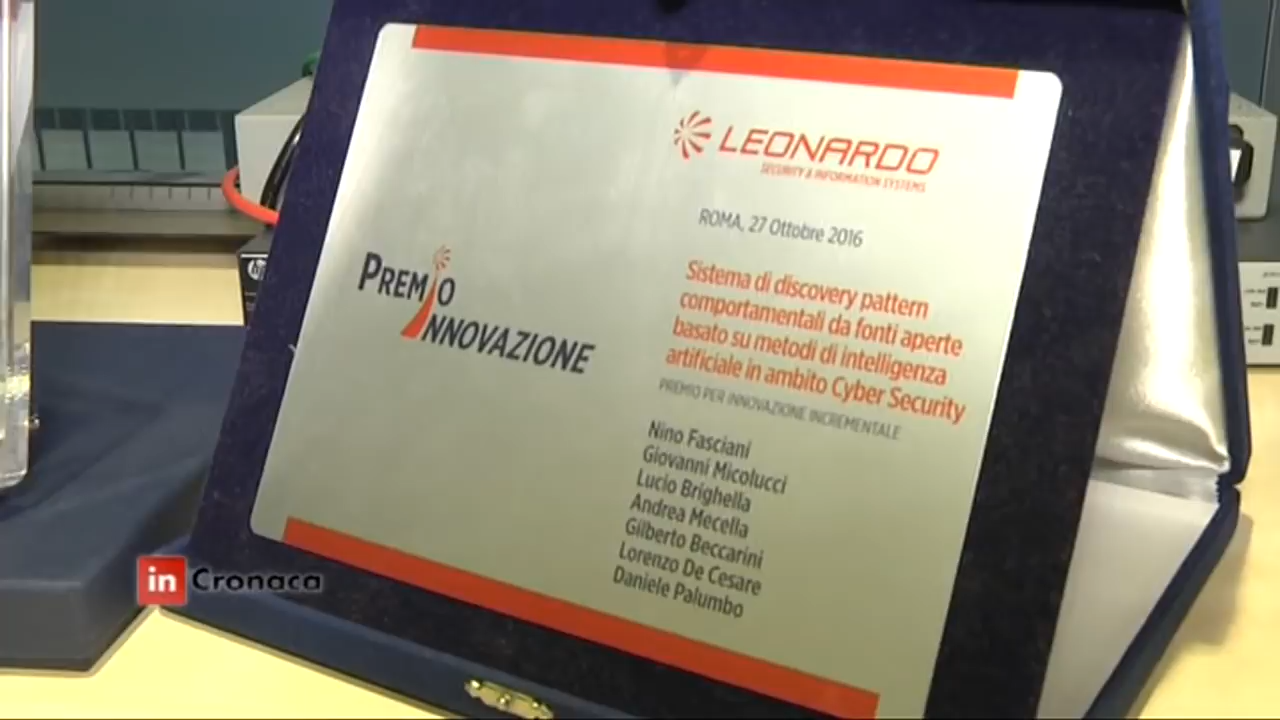 LEONARDO
SECURITY & INFORMATION SYSTEMS
ROMA, 27 Ottobre 2016
PREMIO
INNOVAZIONE
Sistema di discovery pattern
comportamentali da fonti aperte
basato su metodi di intelligenza
artificiale in ambito Cyber Security
PREMIO PER INNOVAZIONE INCREMENTALE
Nino Fasciani
Giovanni Micolucci
Lucio Brighella
Andrea Mecella
Gilberto Beccarini
Lorenzo De Cesare
Daniele Palumbo
in Cronaca
hp